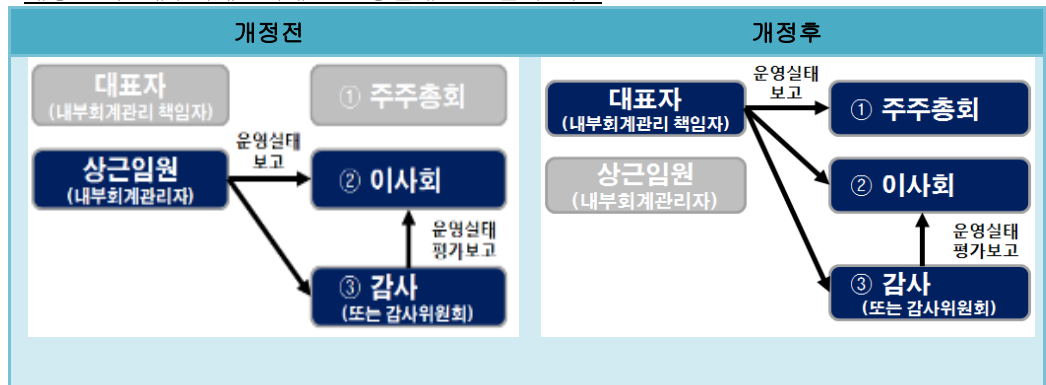 개정전
대표자
(내부회계관리 책임자)
① 주주총회
운영실태
보고
상근임원
(내부회계관리자)
② 이사회
운영실태
평가보고
③ 감사
(또는 감사위원회)
개정후
운영실태
보고
대표자
(내부회계관리 책임자)
① 주주총회
상근임원
(내부회계관리자)
② 이사회
운영실태
평가보고
③ 감사
(또는 감사위원회)